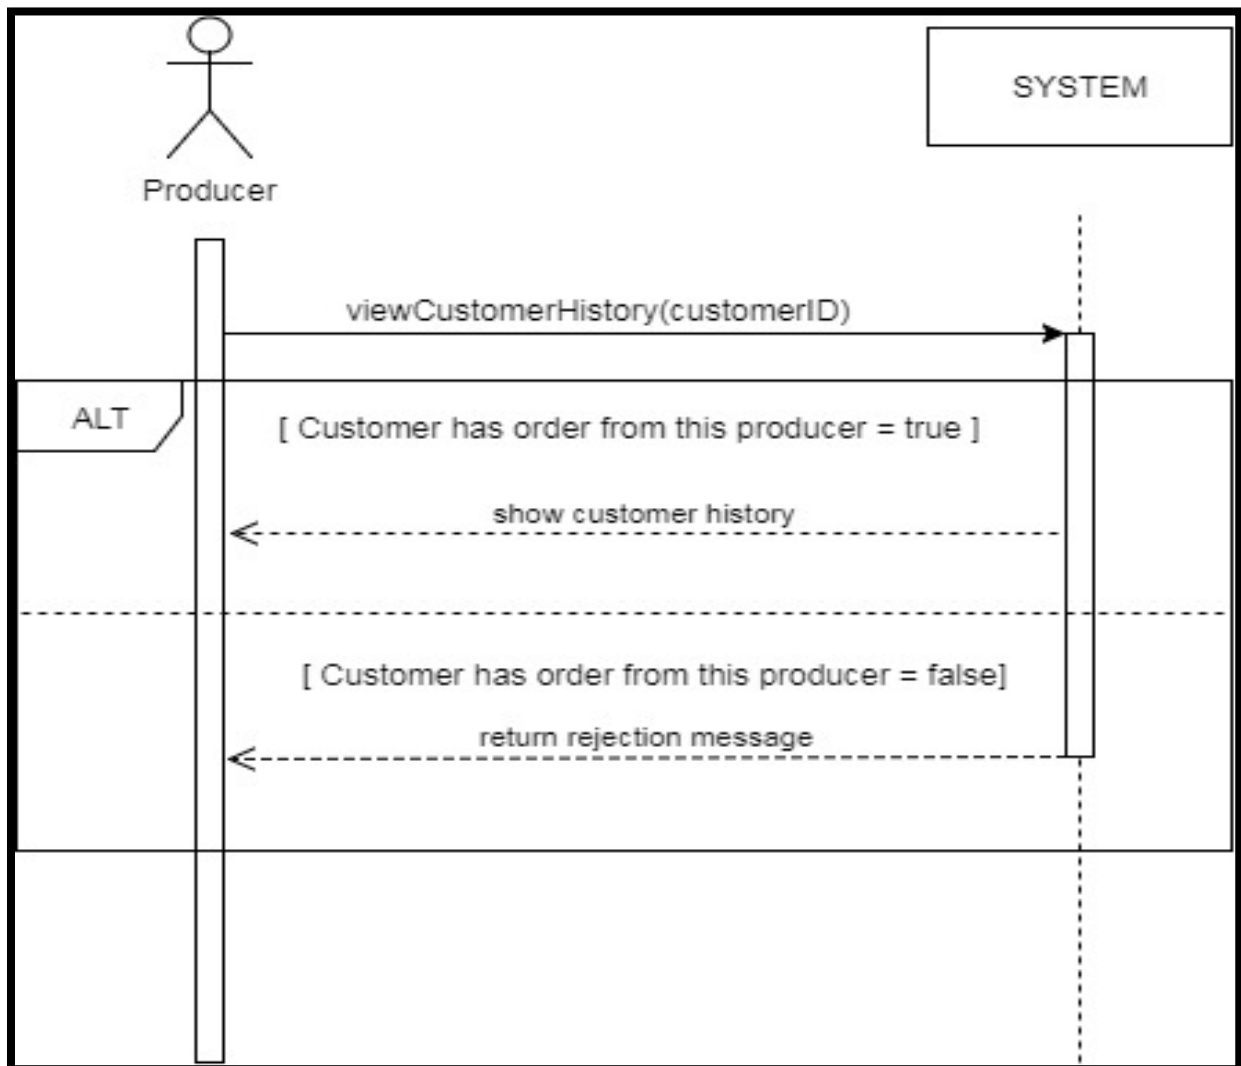 SYSTEM
Producer
viewCustomerHistory(customerID)
ALT
[ Customer has order from this producer = true ]
show customer history
[ Customer has order from this producer = false]
return rejection message